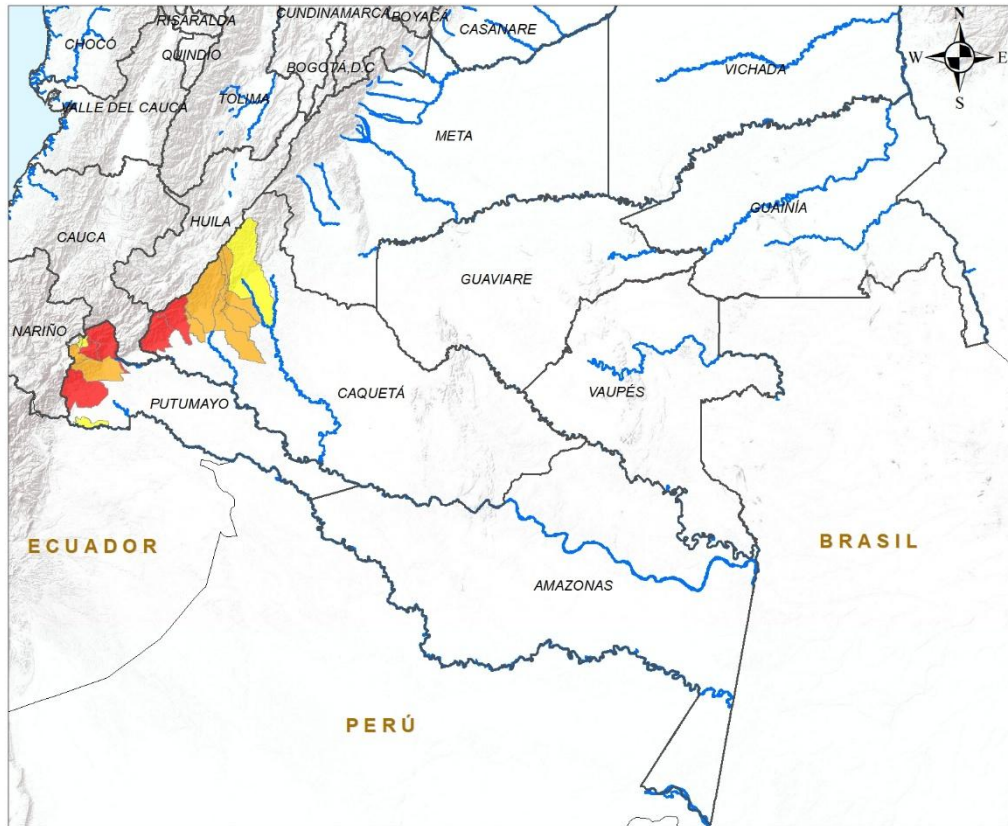 RISARALDA
CUNDINAMARCA
BOYACÁ
CASANARE
N
CHOCÓ
QUINDIO
BOGOTÁ, D.C
VICHADA
W
E
VALLE DEL CAUCA
TOLIMA
S
META
HUILA
GUAINÍA
CAUCA
GUAVIARE
NARIÑO
CAQUETÁ
VAUPÉS
PUTUMAYO
ECUADOR
BRASIL
AMAZONAS
PERÚ